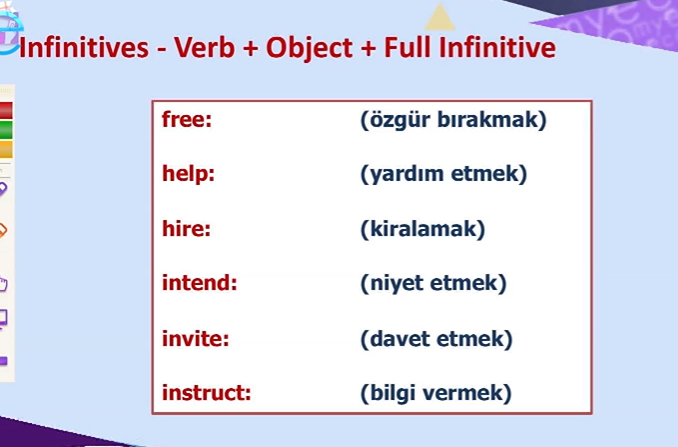 Infinitives - Verb + Object + Full Infinitive
free: (özgür bırakmak)
help: (yardım etmek)
hire: (kiralamak)
intend: (niyet etmek)
invite: (davet etmek)
instruct: (bilgi vermek)